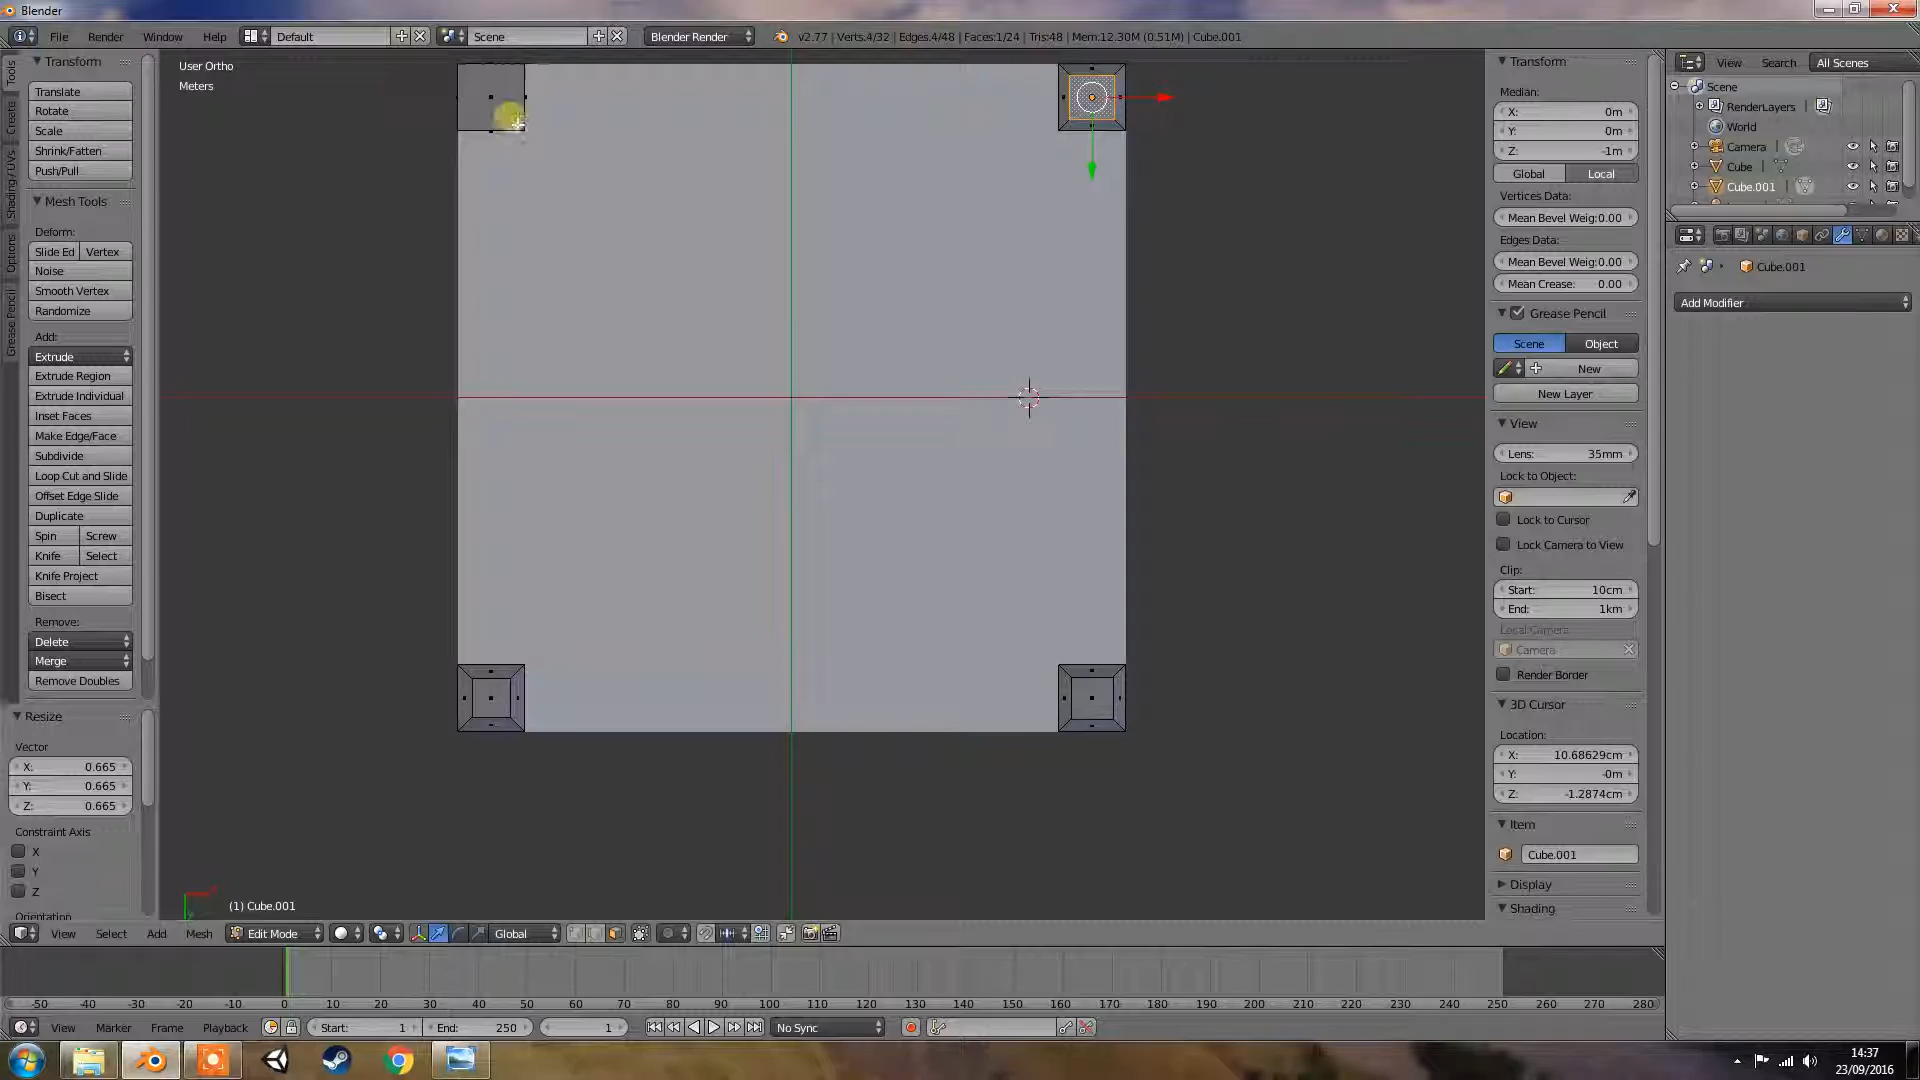 Blender
File Render Window Help Default Scene Blender Render v2.77 | Verts:4/32 | Edges:4/48 | Faces:1/24 | Tris:48 | Mem:12.30M (0.51M) | Cube.001
Tools
Create
Shading / UVs
Options
Grease Pencil
Transform
Translate
Rotate
Scale
Shrink/Fatten
Push/Pull
Mesh Tools
Deform:
Slide Ed Vertex
Noise
Smooth Vertex
Randomize
Add:
Extrude
Extrude Region
Extrude Individual
Inset Faces
Make Edge/Face
Subdivide
Loop Cut and Slide
Offset Edge Slide
Duplicate
Spin Screw
Knife Select
Knife Project
Bisect
Remove:
Delete
Merge
Remove Doubles
Resize
Vector
X: 0.665
Y: 0.665
Z: 0.665
Constraint Axis
X
Y
Z
Orientation
User Ortho
Meters
(1) Cube.001
Transform
Median:
X: 0m
Y: 0m
Z: -1m
Global Local
Vertices Data:
Mean Bevel Weig:0.00
Edges Data:
Mean Bevel Weig:0.00
Mean Crease: 0.00
Grease Pencil
Scene Object
New
New Layer
View
Lens: 35mm
Lock to Object:
Lock to Cursor
Lock Camera to View
Clip:
Start: 10cm
End: 1km
Local Camera:
Camera
Render Border
3D Cursor
Location:
X: 10.68629cm
Y: -0m
Z: -1.2874cm
Item
Cube.001
Display
Shading
View Search All Scenes
Scene
RenderLayers
World
Camera
Cube
Cube.001
Cube.001
Add Modifier
View Select Add Mesh Edit Mode Global
-50 -40 -30 -20 -10 0 10 20 30 40 50 60 70 80 90 100 110 120 130 140 150 160 170 180 190 200 210 220 230 240 250 260 270 280
View Marker Frame Playback Start: 1 End: 250 1 No Sync
14:37
23/09/2016